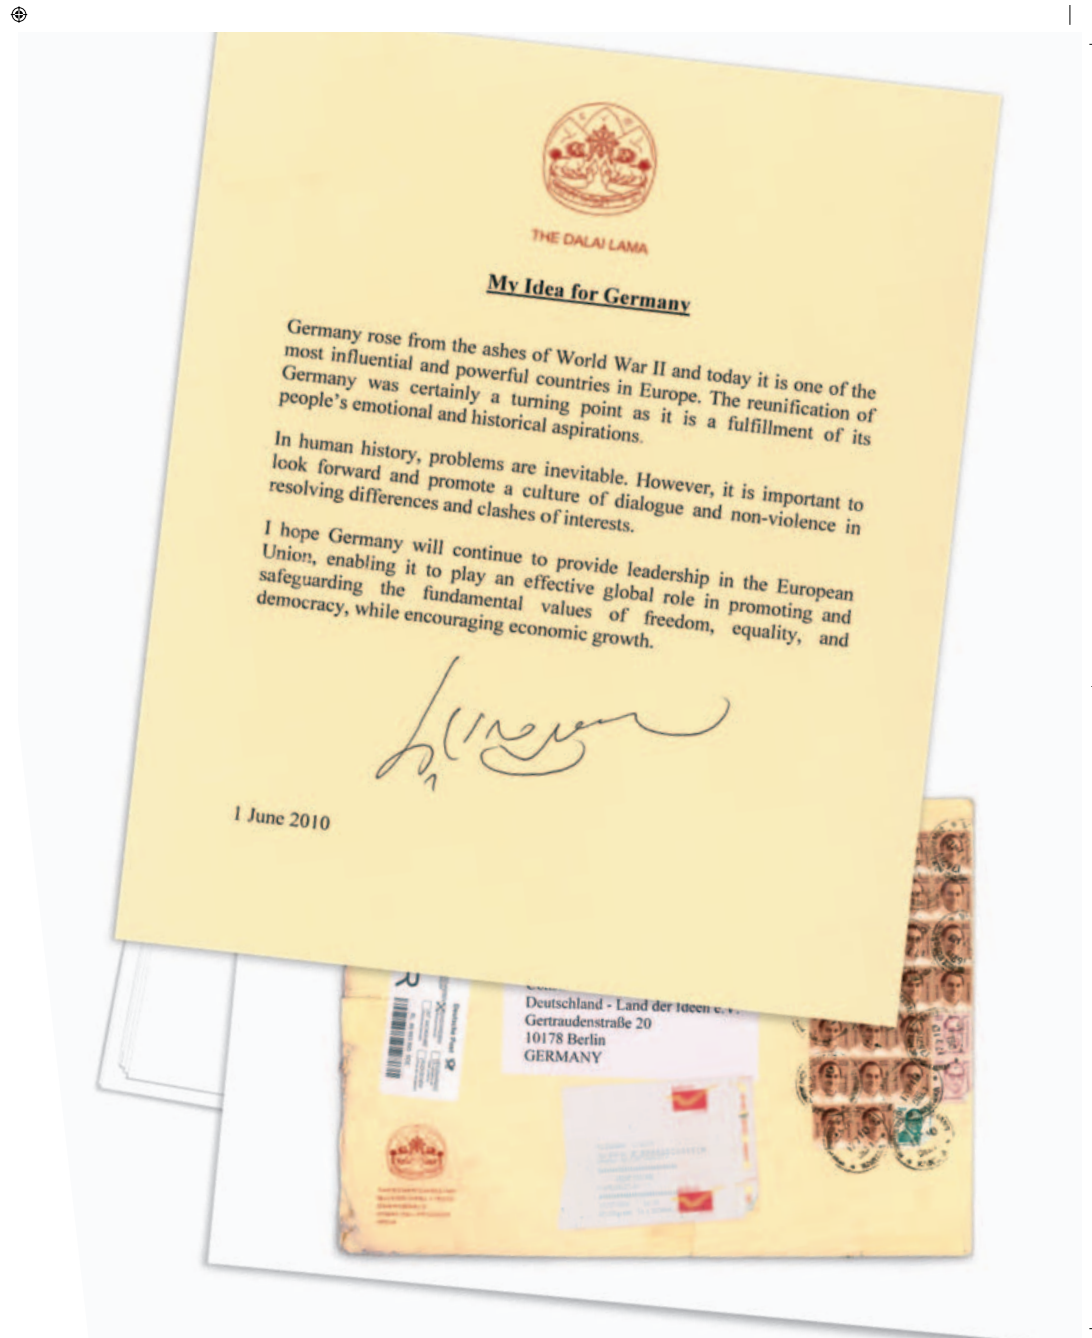 THE DALAI LAMA
My Idea for Germany
Germany rose from the ashes of World War II and today it is one of the
most influential and powerful countries in Europe. The reunification of
Germany was certainly a turning point as it is a fulfillment of its
people's emotional and historical aspirations.
In human history, problems are inevitable. However, it is important to
look forward and promote a culture of dialogue and non-violence in
resolving differences and clashes of interests.
I hope Germany will continue to provide leadership in the European
Union, enabling it to play an effective global role in promoting and
safeguarding the fundamental values of freedom, equality, and
democracy, while encouraging economic growth.
1 June 2010
R
Deutsche Post
Deutschland - Land der Ideen e.V.
Gertraudenstraße 20
10178 Berlin
GERMANY